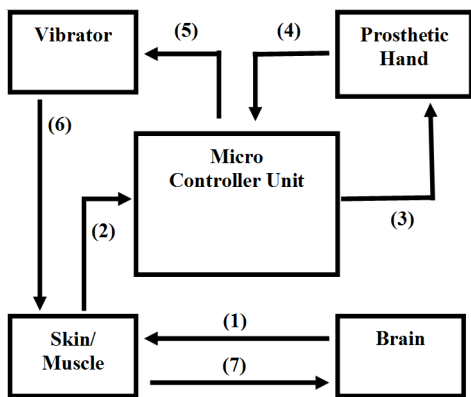 Vibrator
(5)
(4)
Prosthetic
Hand
(6)
Micro
Controller Unit
(2)
(3)
(1)
Skin/
Muscle
Brain
(7)